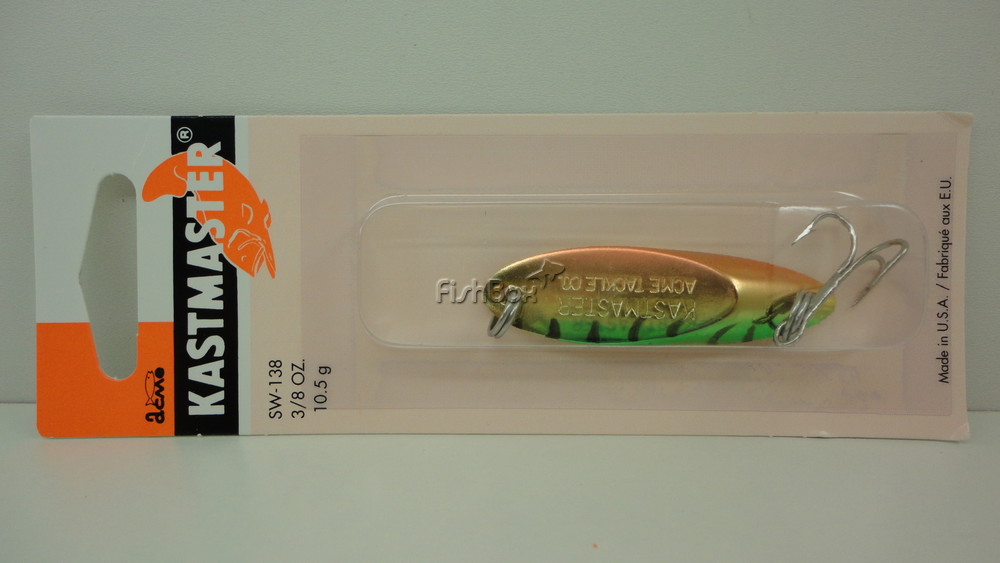 acme
KASTMASTER®
SW-138
3/8 OZ.
10.5 g
FishBox
KASTMASTER
ACME TACKLE CO.
Made in U.S.A. / Fabriqué aux E.U.